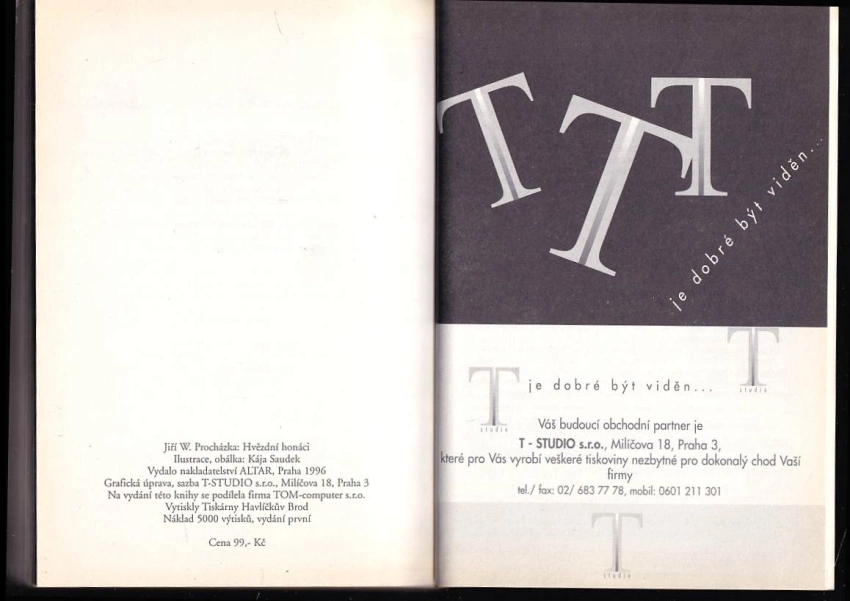 Jiří W. Procházka: Hvězdní honáci
Ilustrace, obálka: Kája Saudek
Vydalo nakladatelství ALTAR, Praha 1996
Grafická úprava, sazba T-STUDIO s.r.o., Milíčova 18, Praha 3
Na vydání této knihy se podílela firma TOM-computer s.r.o.
Vytiskly Tiskárny Havlíčkův Brod
Náklad 5000 výtisků, vydání první
Cena 99,- Kč
T T T
je dobré být viděn...
T
studio
T
studio
je dobré být viděn...
Váš budoucí obchodní partner je
T - STUDIO s.r.o., Milíčova 18, Praha 3,
které pro Vás vyrobí veškeré tiskoviny nezbytné pro dokonalý chod Vaší
firmy
tel./ fax: 02/ 683 77 78, mobil: 0601 211 301
T
studio